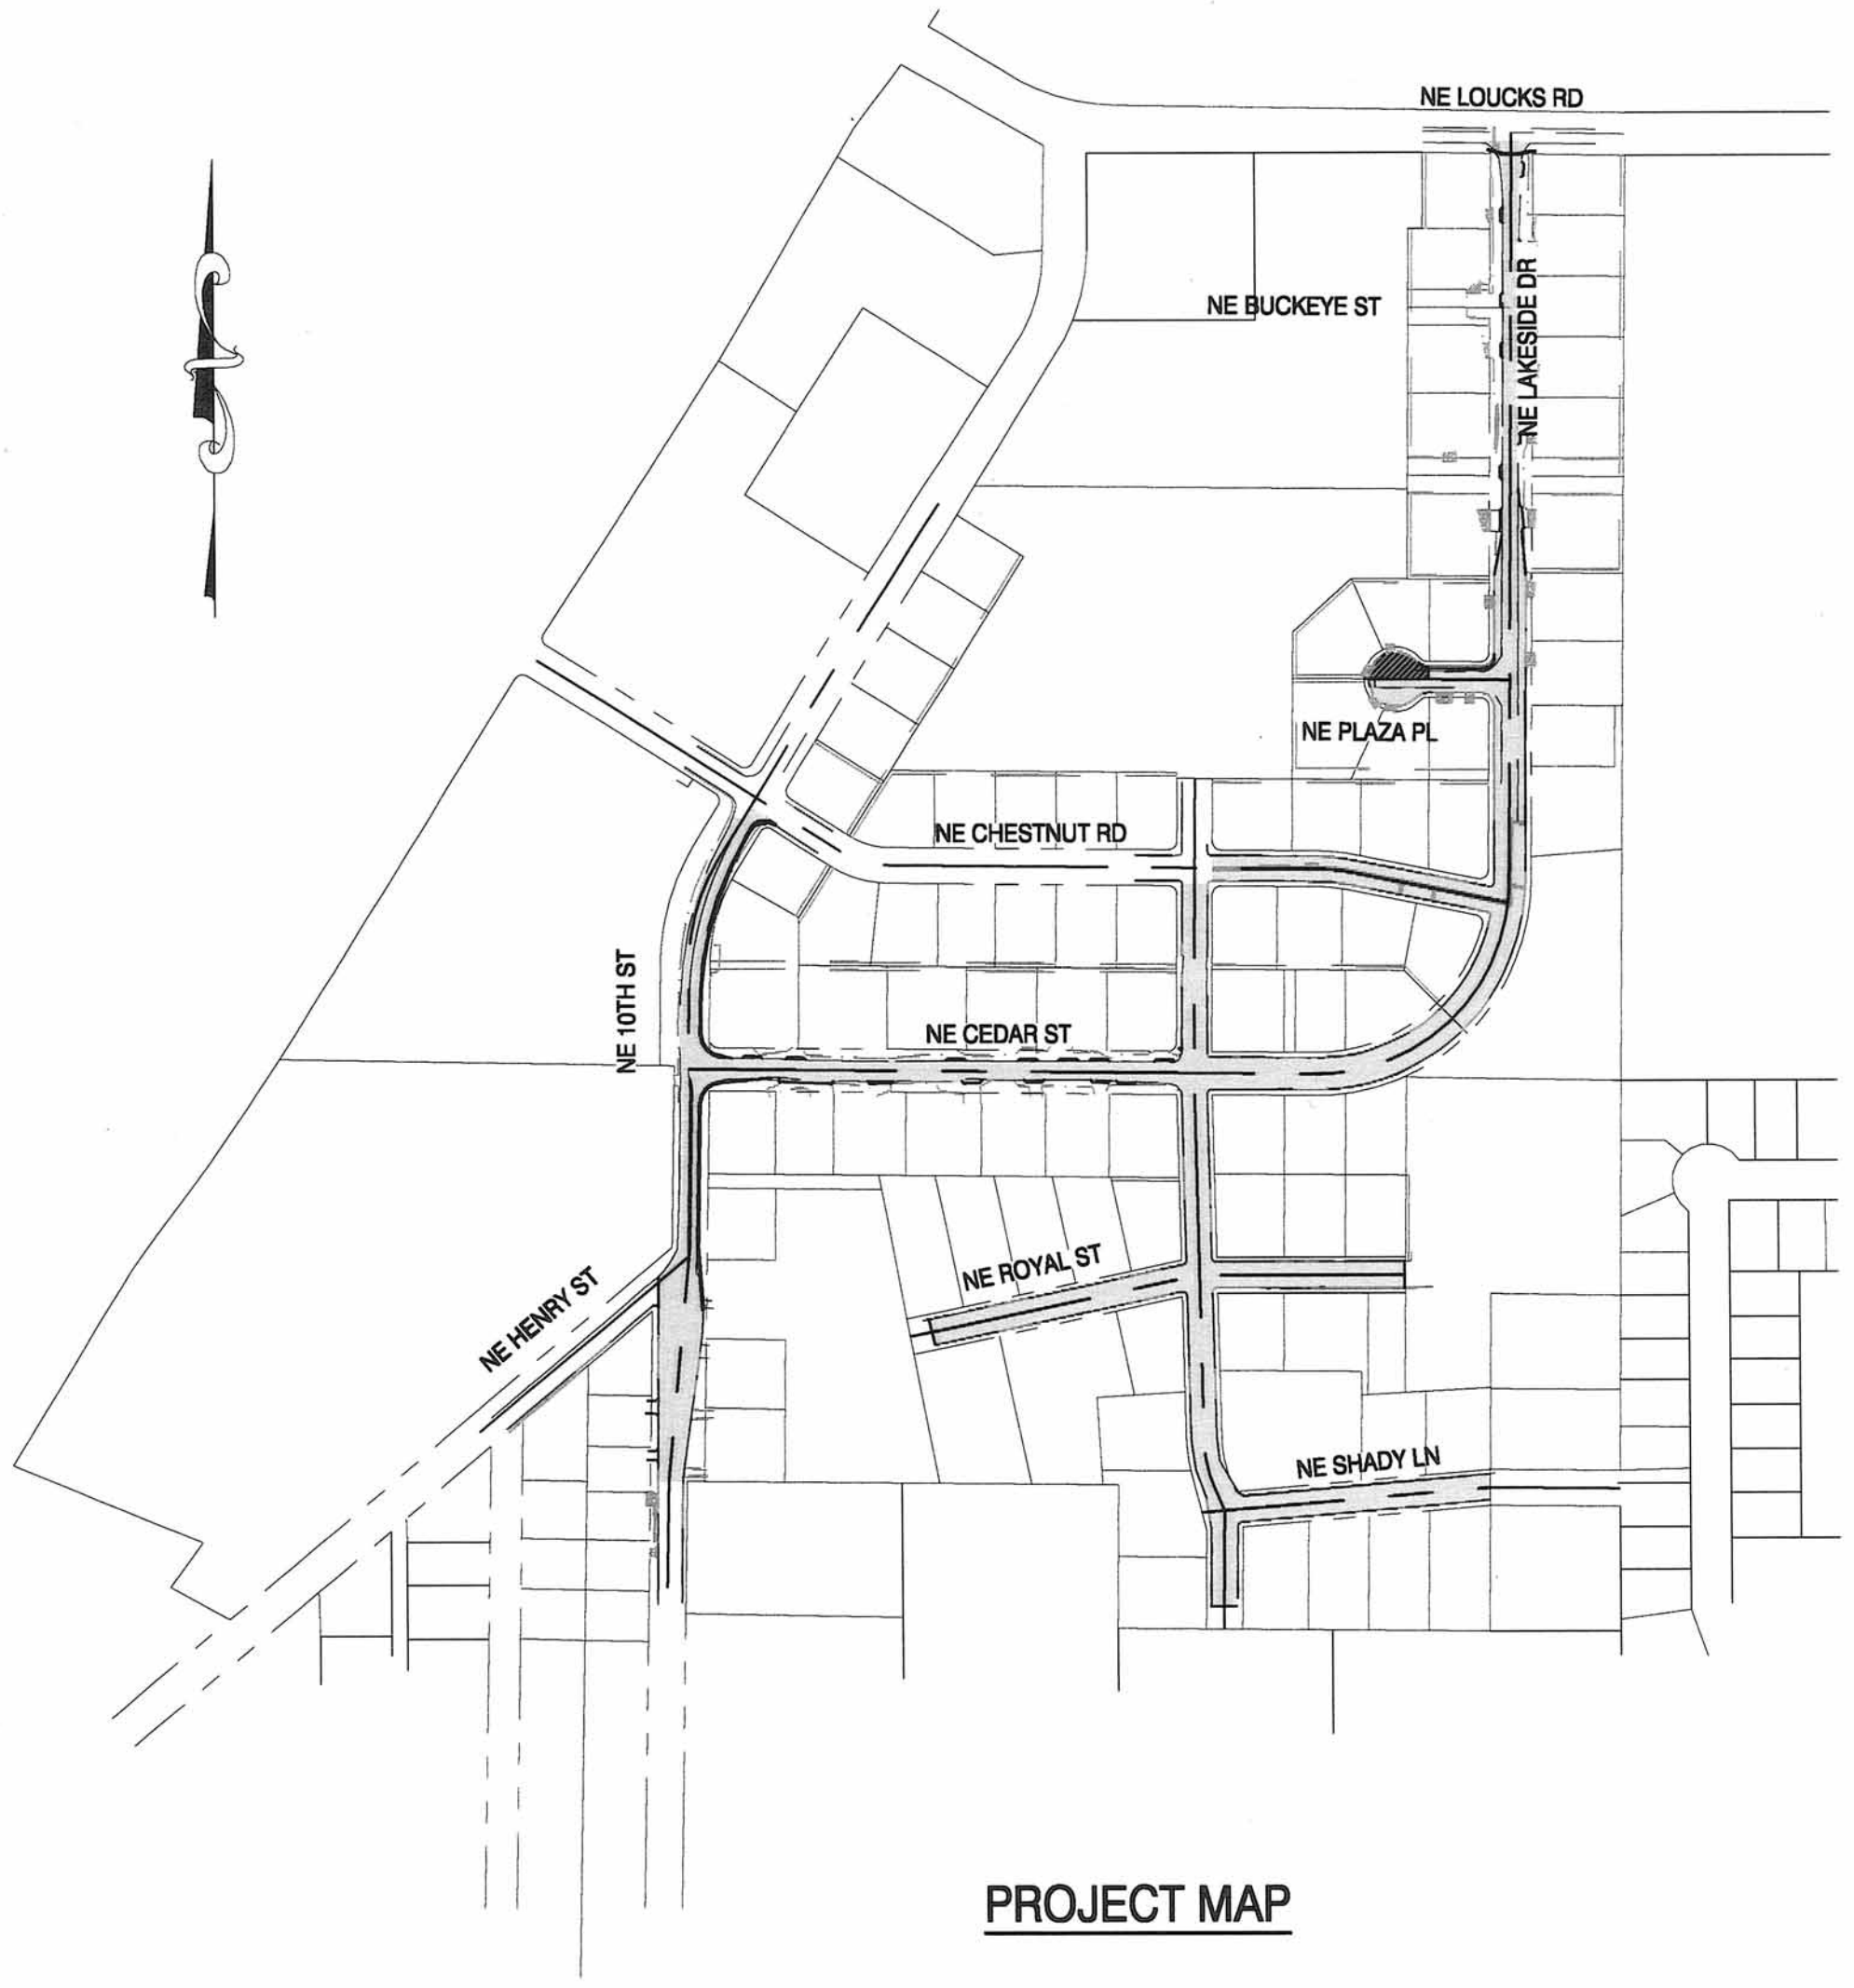 NE LOUCKS RD
NE BUCKEYE ST
NE LAKESIDE DR
NE PLAZA PL
NE CHESTNUT RD
NE 10TH ST
NE CEDAR ST
NE ROYAL ST
NE HENRY ST
NE SHADY LN
PROJECT MAP